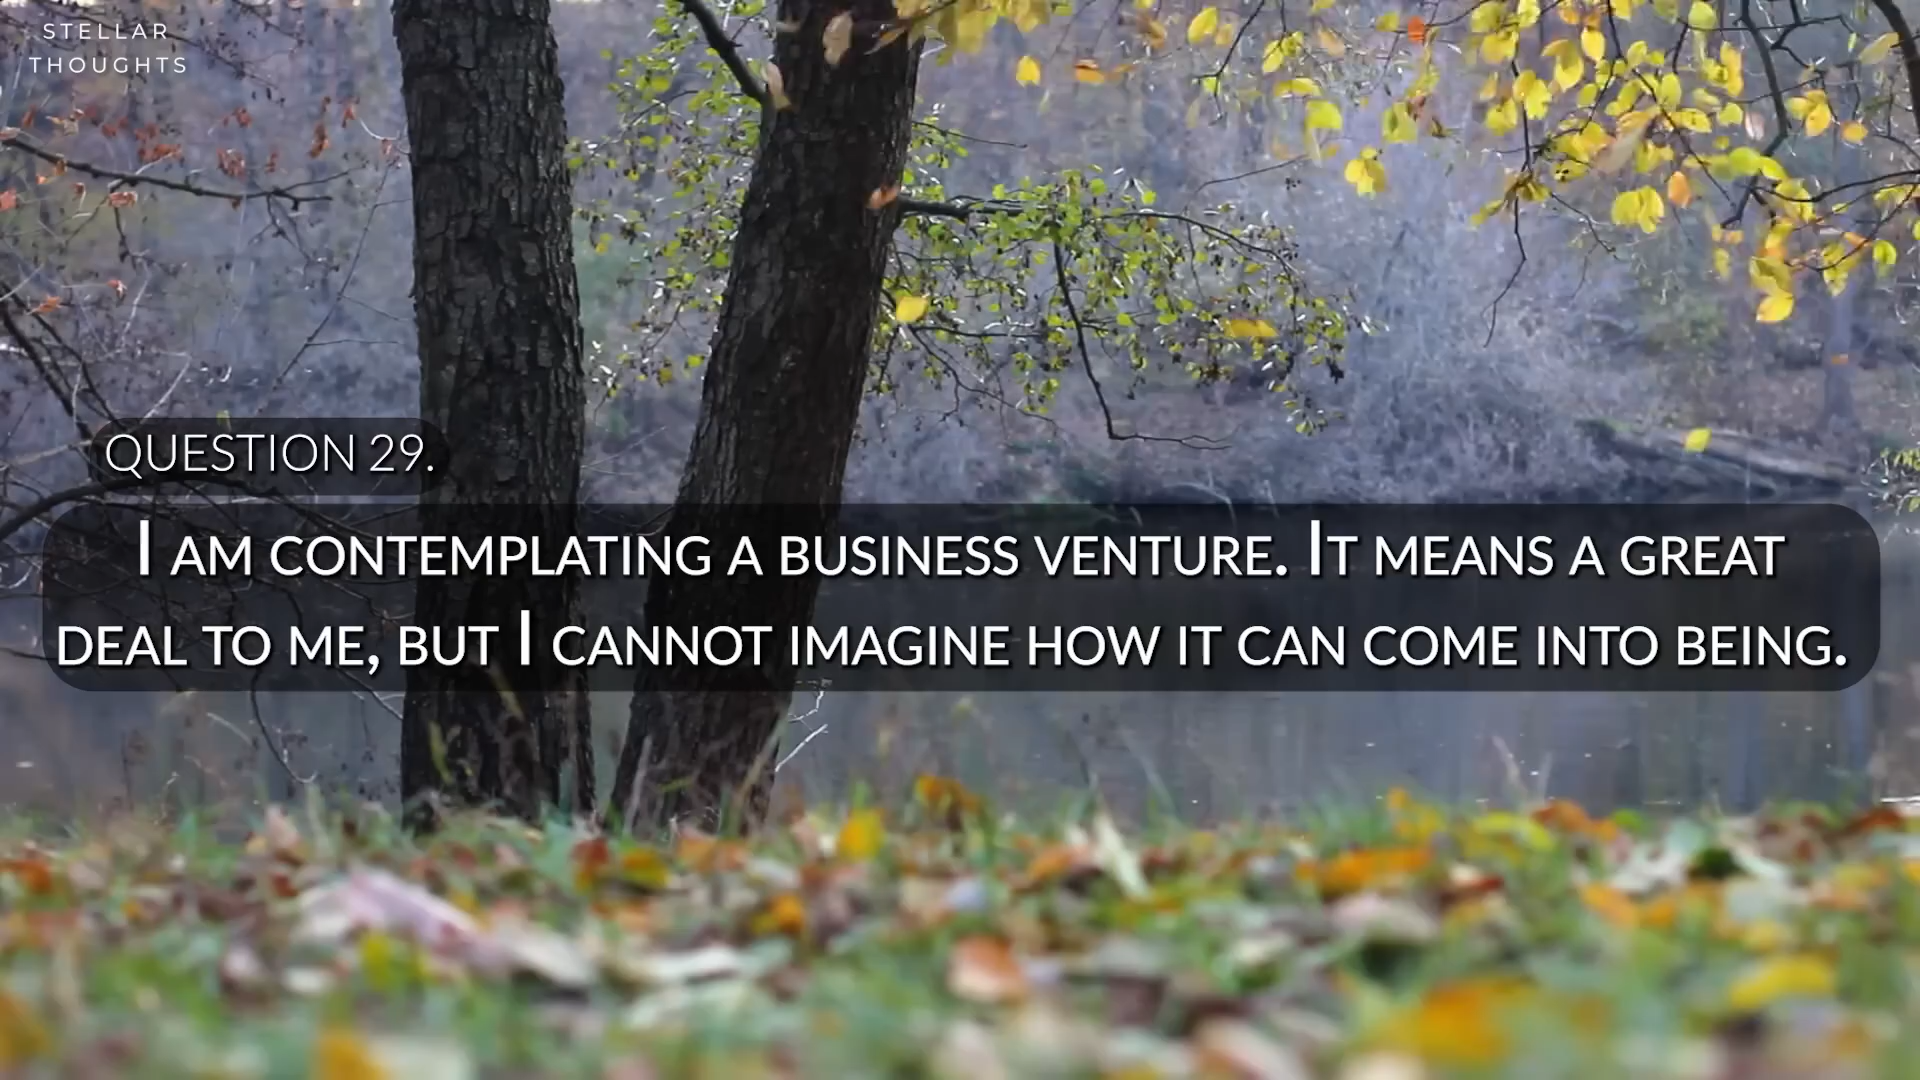 STELLAR
THOUGHTS
QUESTION 29.
I AM CONTEMPLATING A BUSINESS VENTURE. IT MEANS A GREAT
DEAL TO ME, BUT I CANNOT IMAGINE HOW IT CAN COME INTO BEING.